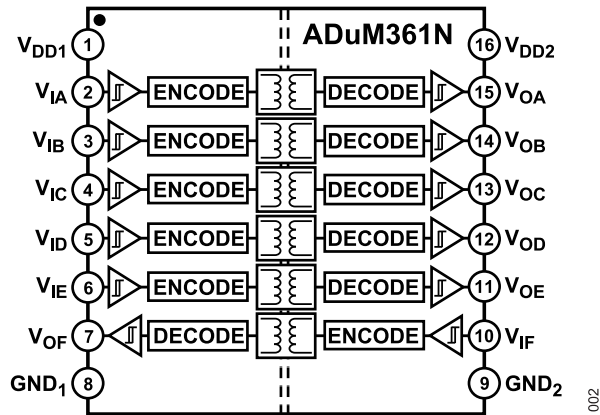 ADuM361N
VDD1 1 16 VDD2
VIA 2 ENCODE DECODE 15 VOA
VIB 3 ENCODE DECODE 14 VOB
VIC 4 ENCODE DECODE 13 VOC
VID 5 ENCODE DECODE 12 VOD
VIE 6 ENCODE DECODE 11 VOE
VOF 7 DECODE ENCODE 10 VIF
GND1 8 9 GND2
002